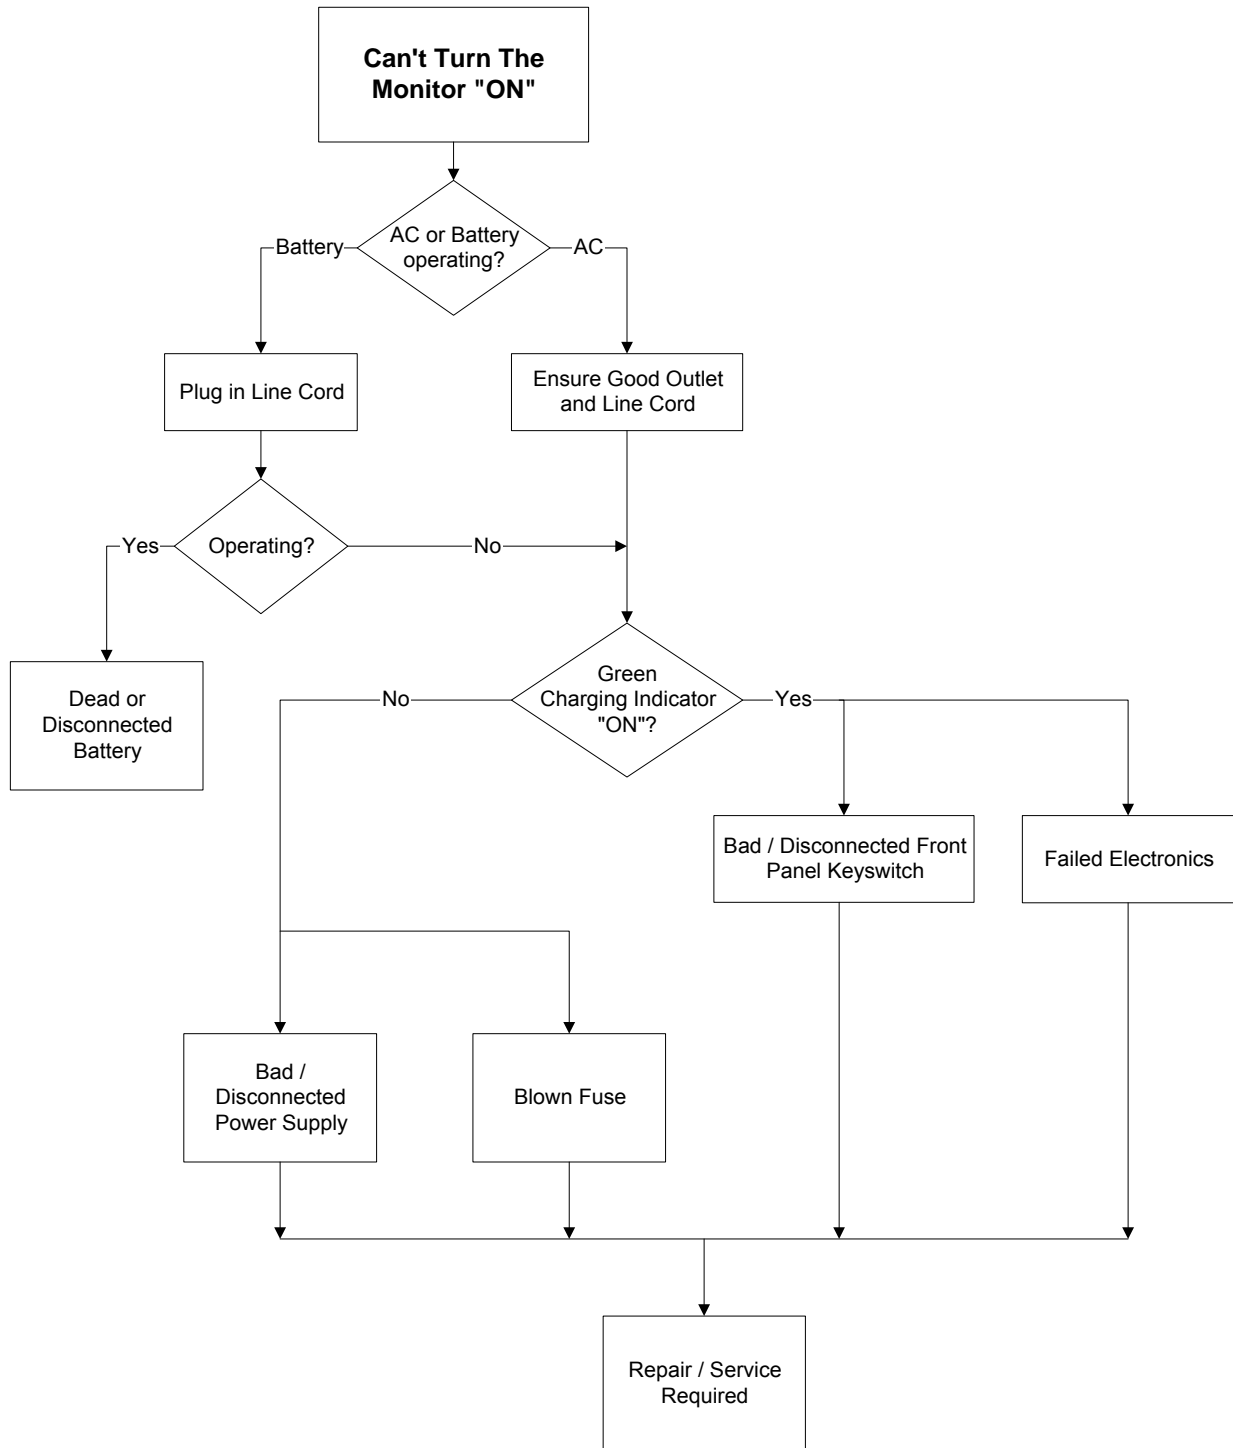 Can't Turn The
Monitor "ON"
AC or Battery
operating?
Battery
AC
Plug in Line Cord
Ensure Good Outlet
and Line Cord
Yes
Operating?
No
Dead or
Disconnected
Battery
No
Green
Charging Indicator
"ON"?
Yes
Bad / Disconnected Front
Panel Keyswitch
Failed Electronics
Bad /
Disconnected
Power Supply
Blown Fuse
Repair / Service
Required